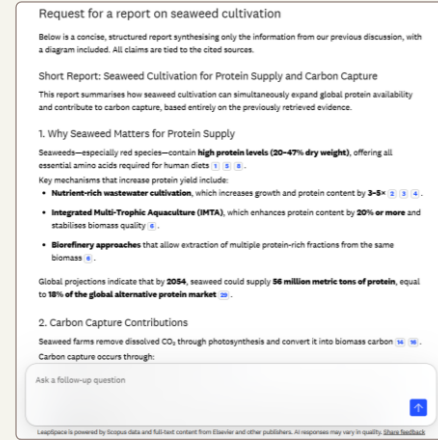 Request for a report on seaweed cultivation
Below is a concise, structured report synthesising only the information from our previous discussion, with
a diagram included. All claims are tied to the cited sources.
Short Report: Seaweed Cultivation for Protein Supply and Carbon Capture
This report summarises how seaweed cultivation can simultaneously expand global protein availability
and contribute to carbon capture, based entirely on the previously retrieved evidence.
1. Why Seaweed Matters for Protein Supply
Seaweeds—especially red species—contain high protein levels (20–47% dry weight), offering all
essential amino acids required for human diets 1 5 8 .
Key mechanisms that increase protein yield include:
• Nutrient-rich wastewater cultivation, which increases growth and protein content by 3–5× 2 3 4 .
• Integrated Multi-Trophic Aquaculture (IMTA), which enhances protein content by 20% or more and
stabilises biomass quality 6 .
• Biorefinery approaches that allow extraction of multiple protein-rich fractions from the same
biomass .
Global projections indicate that by 2054, seaweed could supply 56 million metric tons of protein, equal
to 18% of the global alternative protein market .
2. Carbon Capture Contributions
Seaweed farms remove dissolved CO₂ through photosynthesis and convert it into biomass carbon .
Carbon capture occurs through:
Ask a follow-up question
LeapSpace is powered by Scopus data and full-text content from Elsevier and other publishers. AI responses may vary in quality. Share feedback